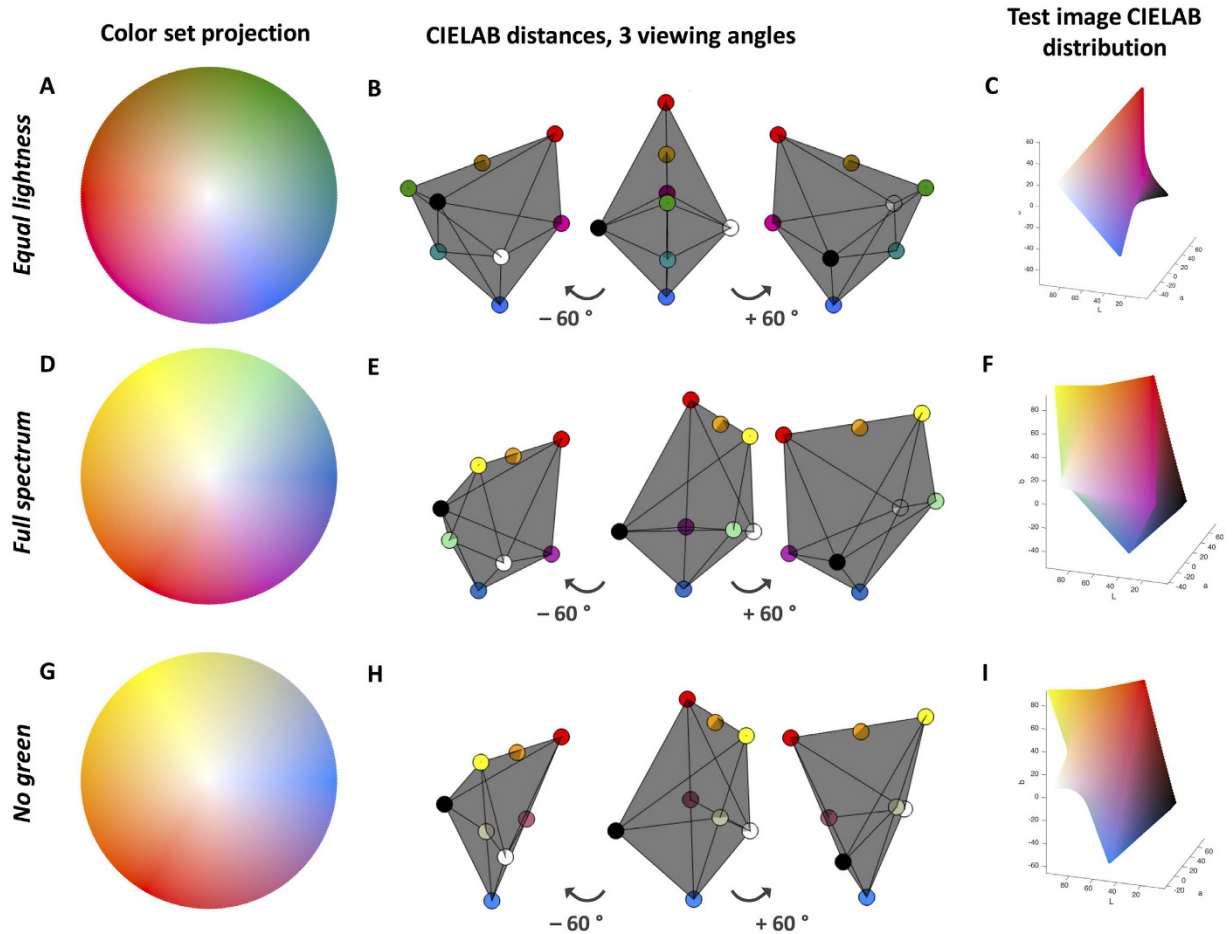 Color set projection
CIELAB distances, 3 viewing angles
Test image CIELAB
distribution
Equal lightness
A
B
C
60
40
20
0
-20
-40
-60
80
60
40
20
L
-40
-20
0
20
40
60
a
– 60 °
+ 60 °
Full spectrum
D
E
F
80
60
40
20
0
-20
-40
b
80
60
40
20
L
-40
-20
0
20
40
60
a
– 60 °
+ 60 °
No green
G
H
I
80
60
40
20
0
-20
-40
-60
b
80
60
40
20
L
-40
-20
0
20
40
60
a
– 60 °
+ 60 °